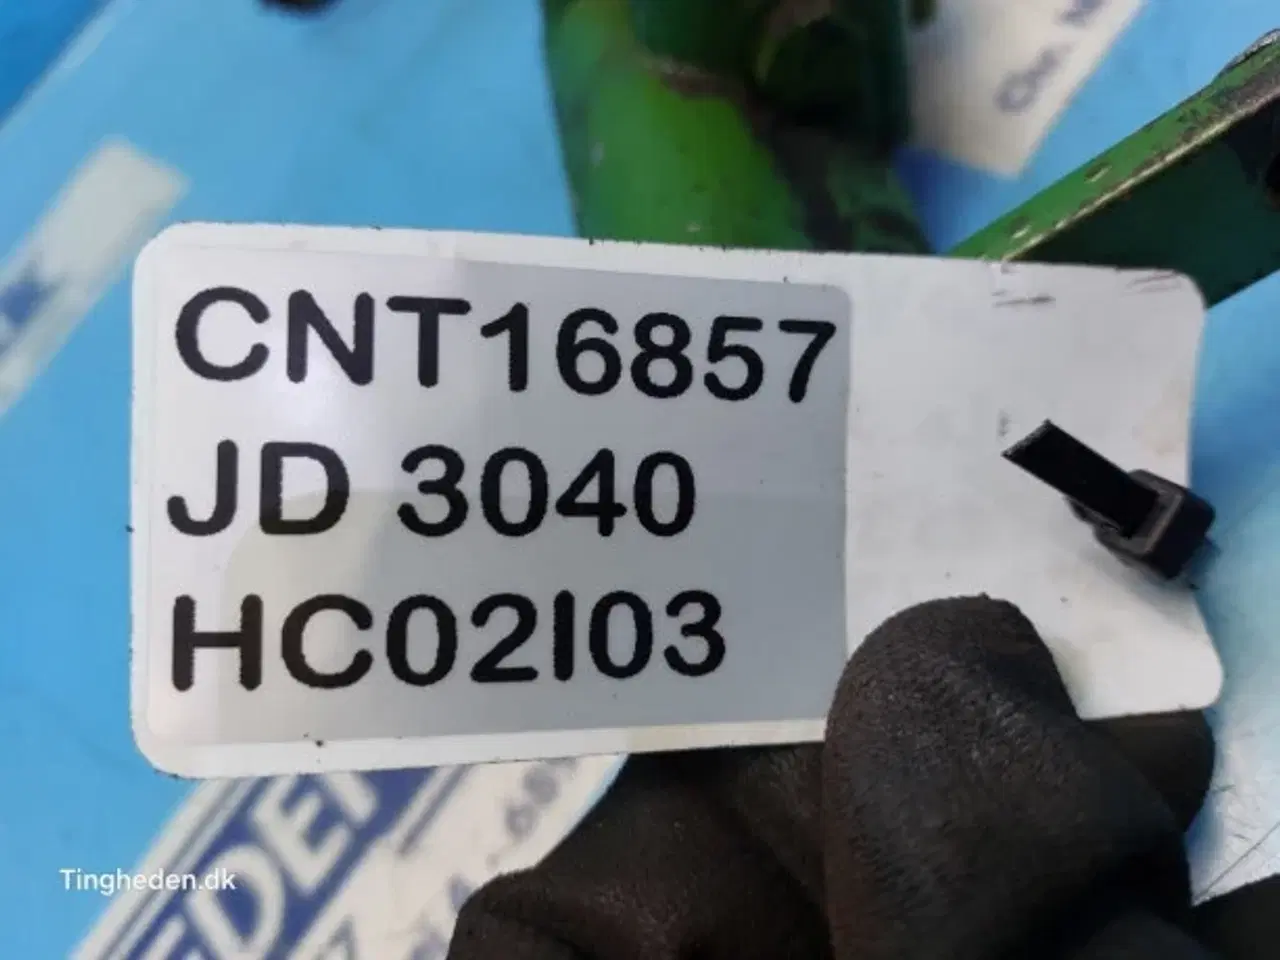 CNT16857
JD 3040
HC02I03
Tingheden.dk